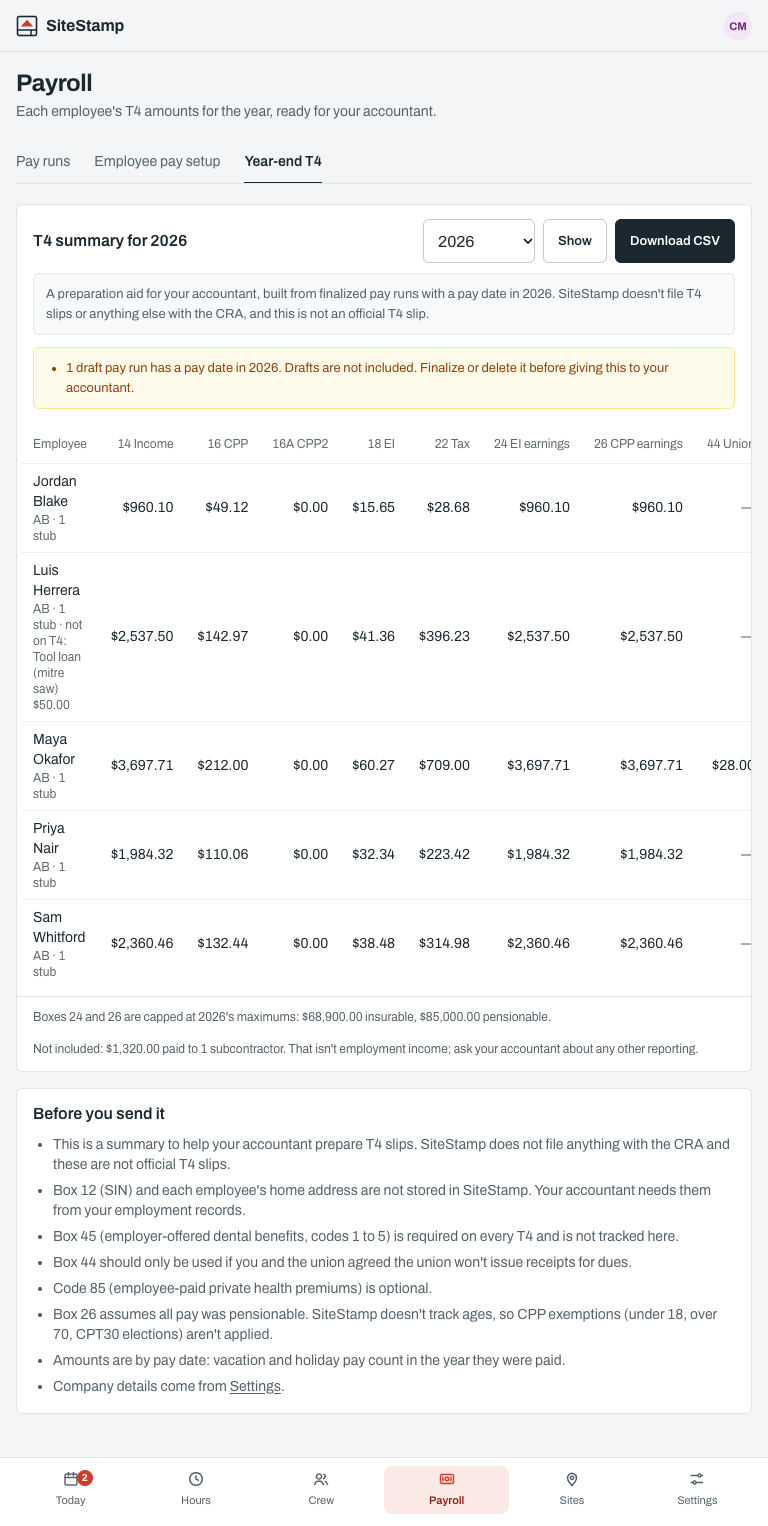 SiteStamp
CM
Payroll
Each employee's T4 amounts for the year, ready for your accountant.
Pay runs Employee pay setup Year-end T4
T4 summary for 2026 2026 Show Download CSV
A preparation aid for your accountant, built from finalized pay runs with a pay date in 2026. SiteStamp doesn't file T4
slips or anything else with the CRA, and this is not an official T4 slip.
• 1 draft pay run has a pay date in 2026. Drafts are not included. Finalize or delete it before giving this to your
accountant.
Employee 14 Income 16 CPP 16A CPP2 18 EI 22 Tax 24 EI earnings 26 CPP earnings 44 Union
Jordan
Blake
AB · 1
stub
$960.10 $49.12 $0.00 $15.65 $28.68 $960.10 $960.10 —
Luis
Herrera
AB · 1
stub · not
on T4:
Tool loan
(mitre
saw)
$50.00
$2,537.50 $142.97 $0.00 $41.36 $396.23 $2,537.50 $2,537.50 —
Maya
Okafor
AB · 1
stub
$3,697.71 $212.00 $0.00 $60.27 $709.00 $3,697.71 $3,697.71 $28.00
Priya
Nair
AB · 1
stub
$1,984.32 $110.06 $0.00 $32.34 $223.42 $1,984.32 $1,984.32 —
Sam
Whitford
AB · 1
stub
$2,360.46 $132.44 $0.00 $38.48 $314.98 $2,360.46 $2,360.46 —
Boxes 24 and 26 are capped at 2026's maximums: $68,900.00 insurable, $85,000.00 pensionable.
Not included: $1,320.00 paid to 1 subcontractor. That isn't employment income; ask your accountant about any other reporting.
Before you send it
• This is a summary to help your accountant prepare T4 slips. SiteStamp does not file anything with the CRA and
these are not official T4 slips.
• Box 12 (SIN) and each employee's home address are not stored in SiteStamp. Your accountant needs them
from your employment records.
• Box 45 (employer-offered dental benefits, codes 1 to 5) is required on every T4 and is not tracked here.
• Box 44 should only be used if you and the union agreed the union won't issue receipts for dues.
• Code 85 (employee-paid private health premiums) is optional.
• Box 26 assumes all pay was pensionable. SiteStamp doesn't track ages, so CPP exemptions (under 18, over
70, CPT30 elections) aren't applied.
• Amounts are by pay date: vacation and holiday pay count in the year they were paid.
• Company details come from Settings.
2
Today Hours Crew Payroll Sites Settings